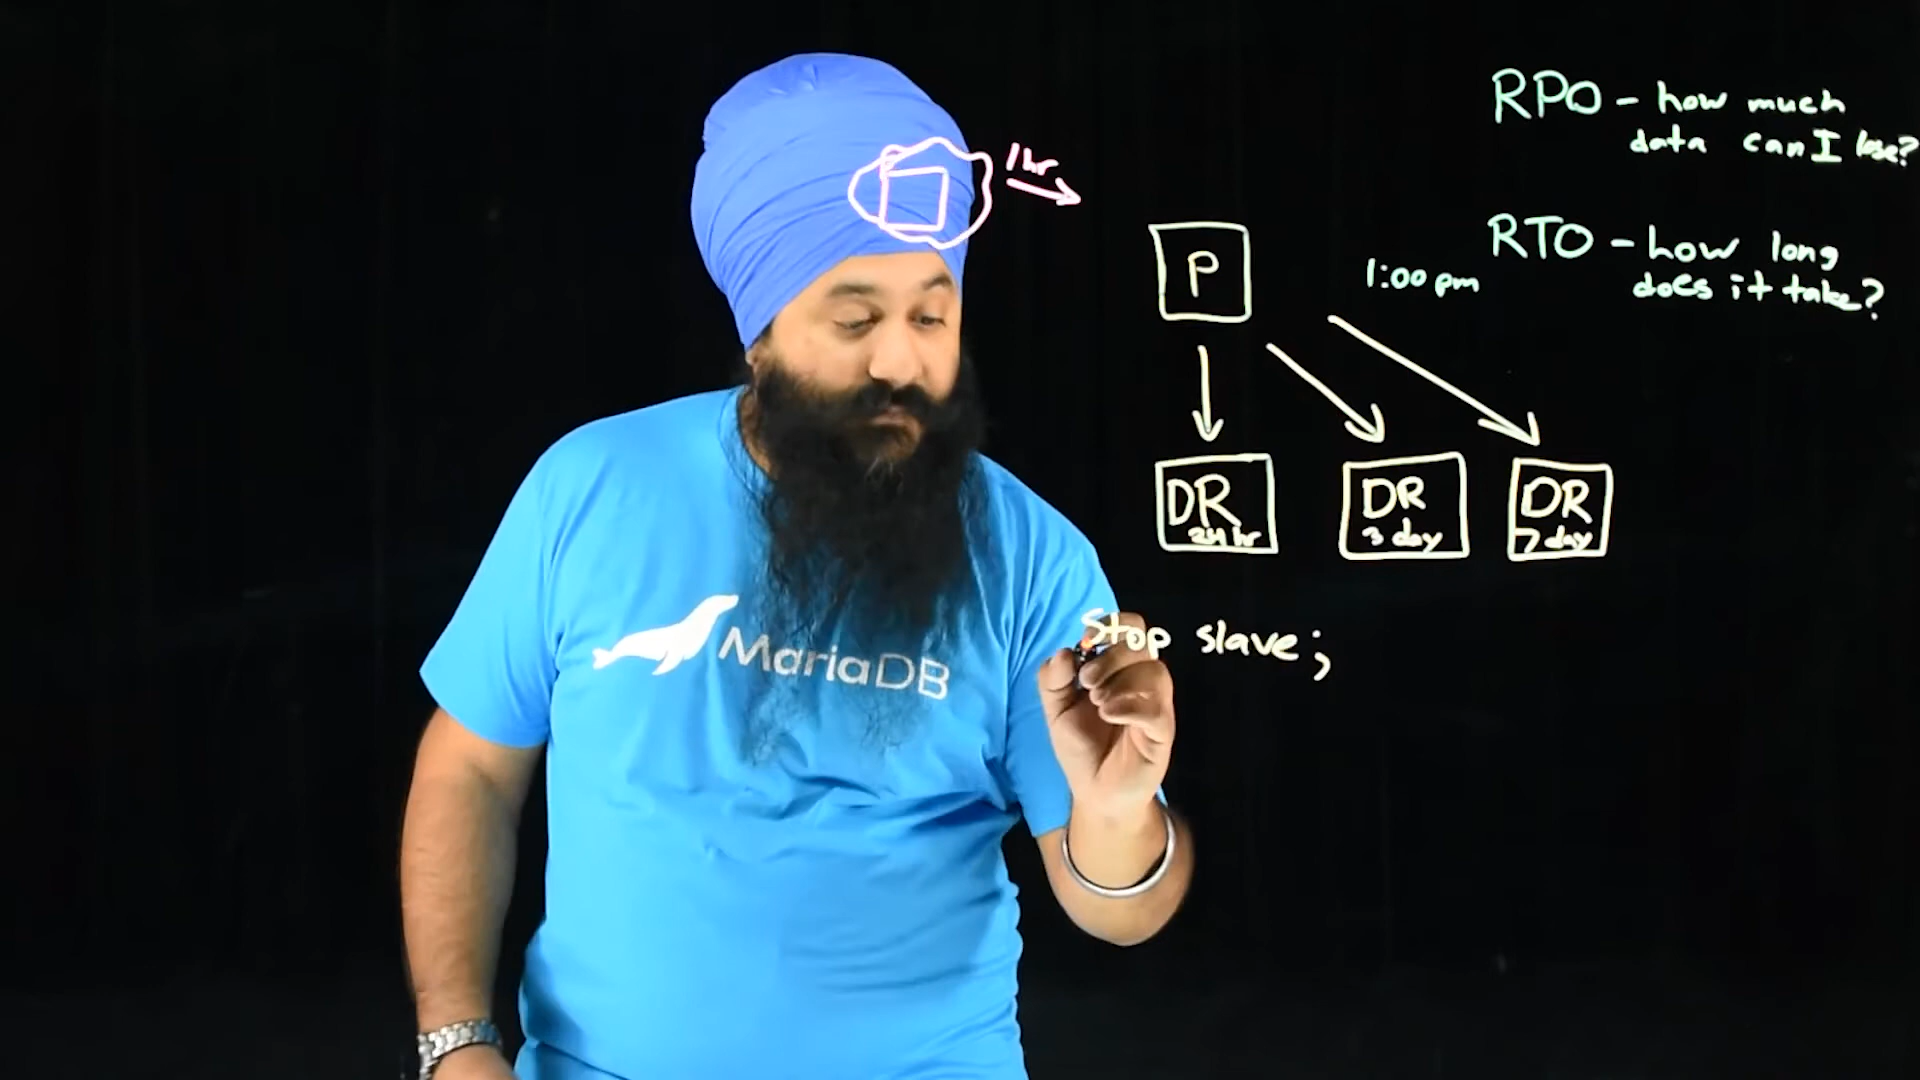 1hr
RPO - how much
data can I lose?
RTO - how long
does it take?
1:00 pm
P
DR
24 hr
DR
3 day
DR
7 day
Stop slave;
MariaDB